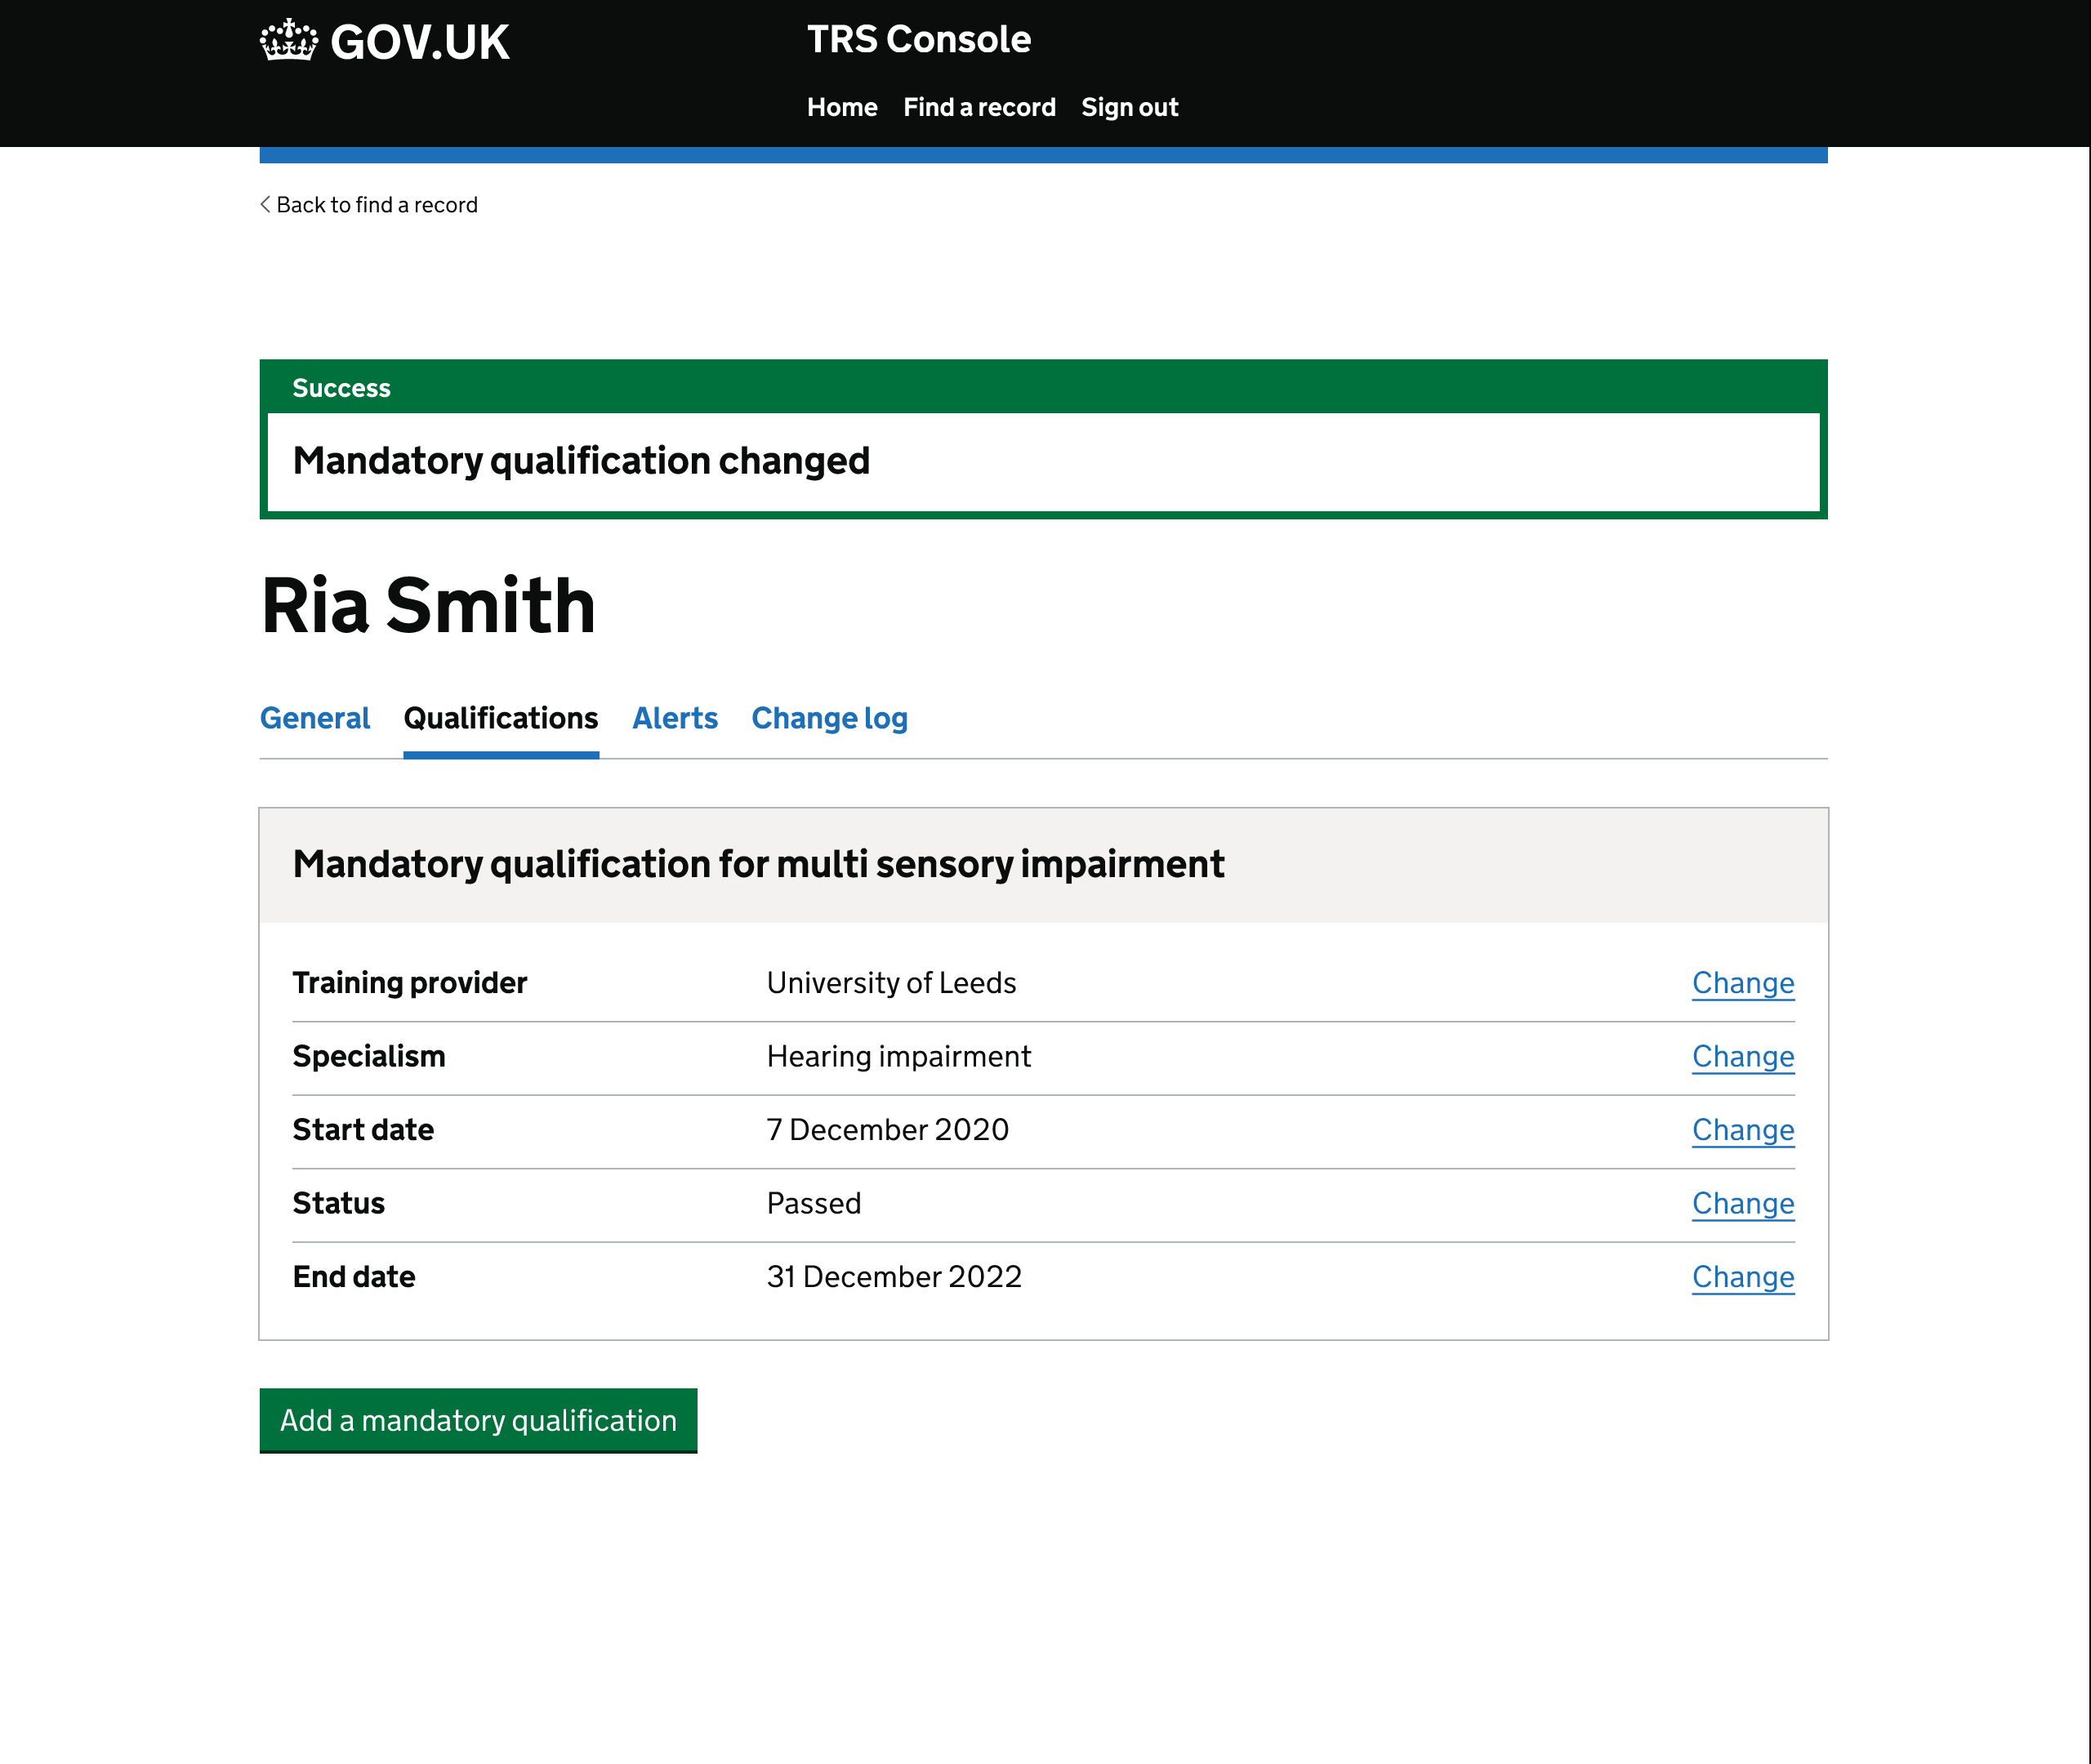 GOV.UK
TRS Console
Home Find a record Sign out
Back to find a record
Success
Mandatory qualification changed
Ria Smith
General Qualifications Alerts Change log
Mandatory qualification for multi sensory impairment
Training provider University of Leeds Change
Specialism Hearing impairment Change
Start date 7 December 2020 Change
Status Passed Change
End date 31 December 2022 Change
Add a mandatory qualification